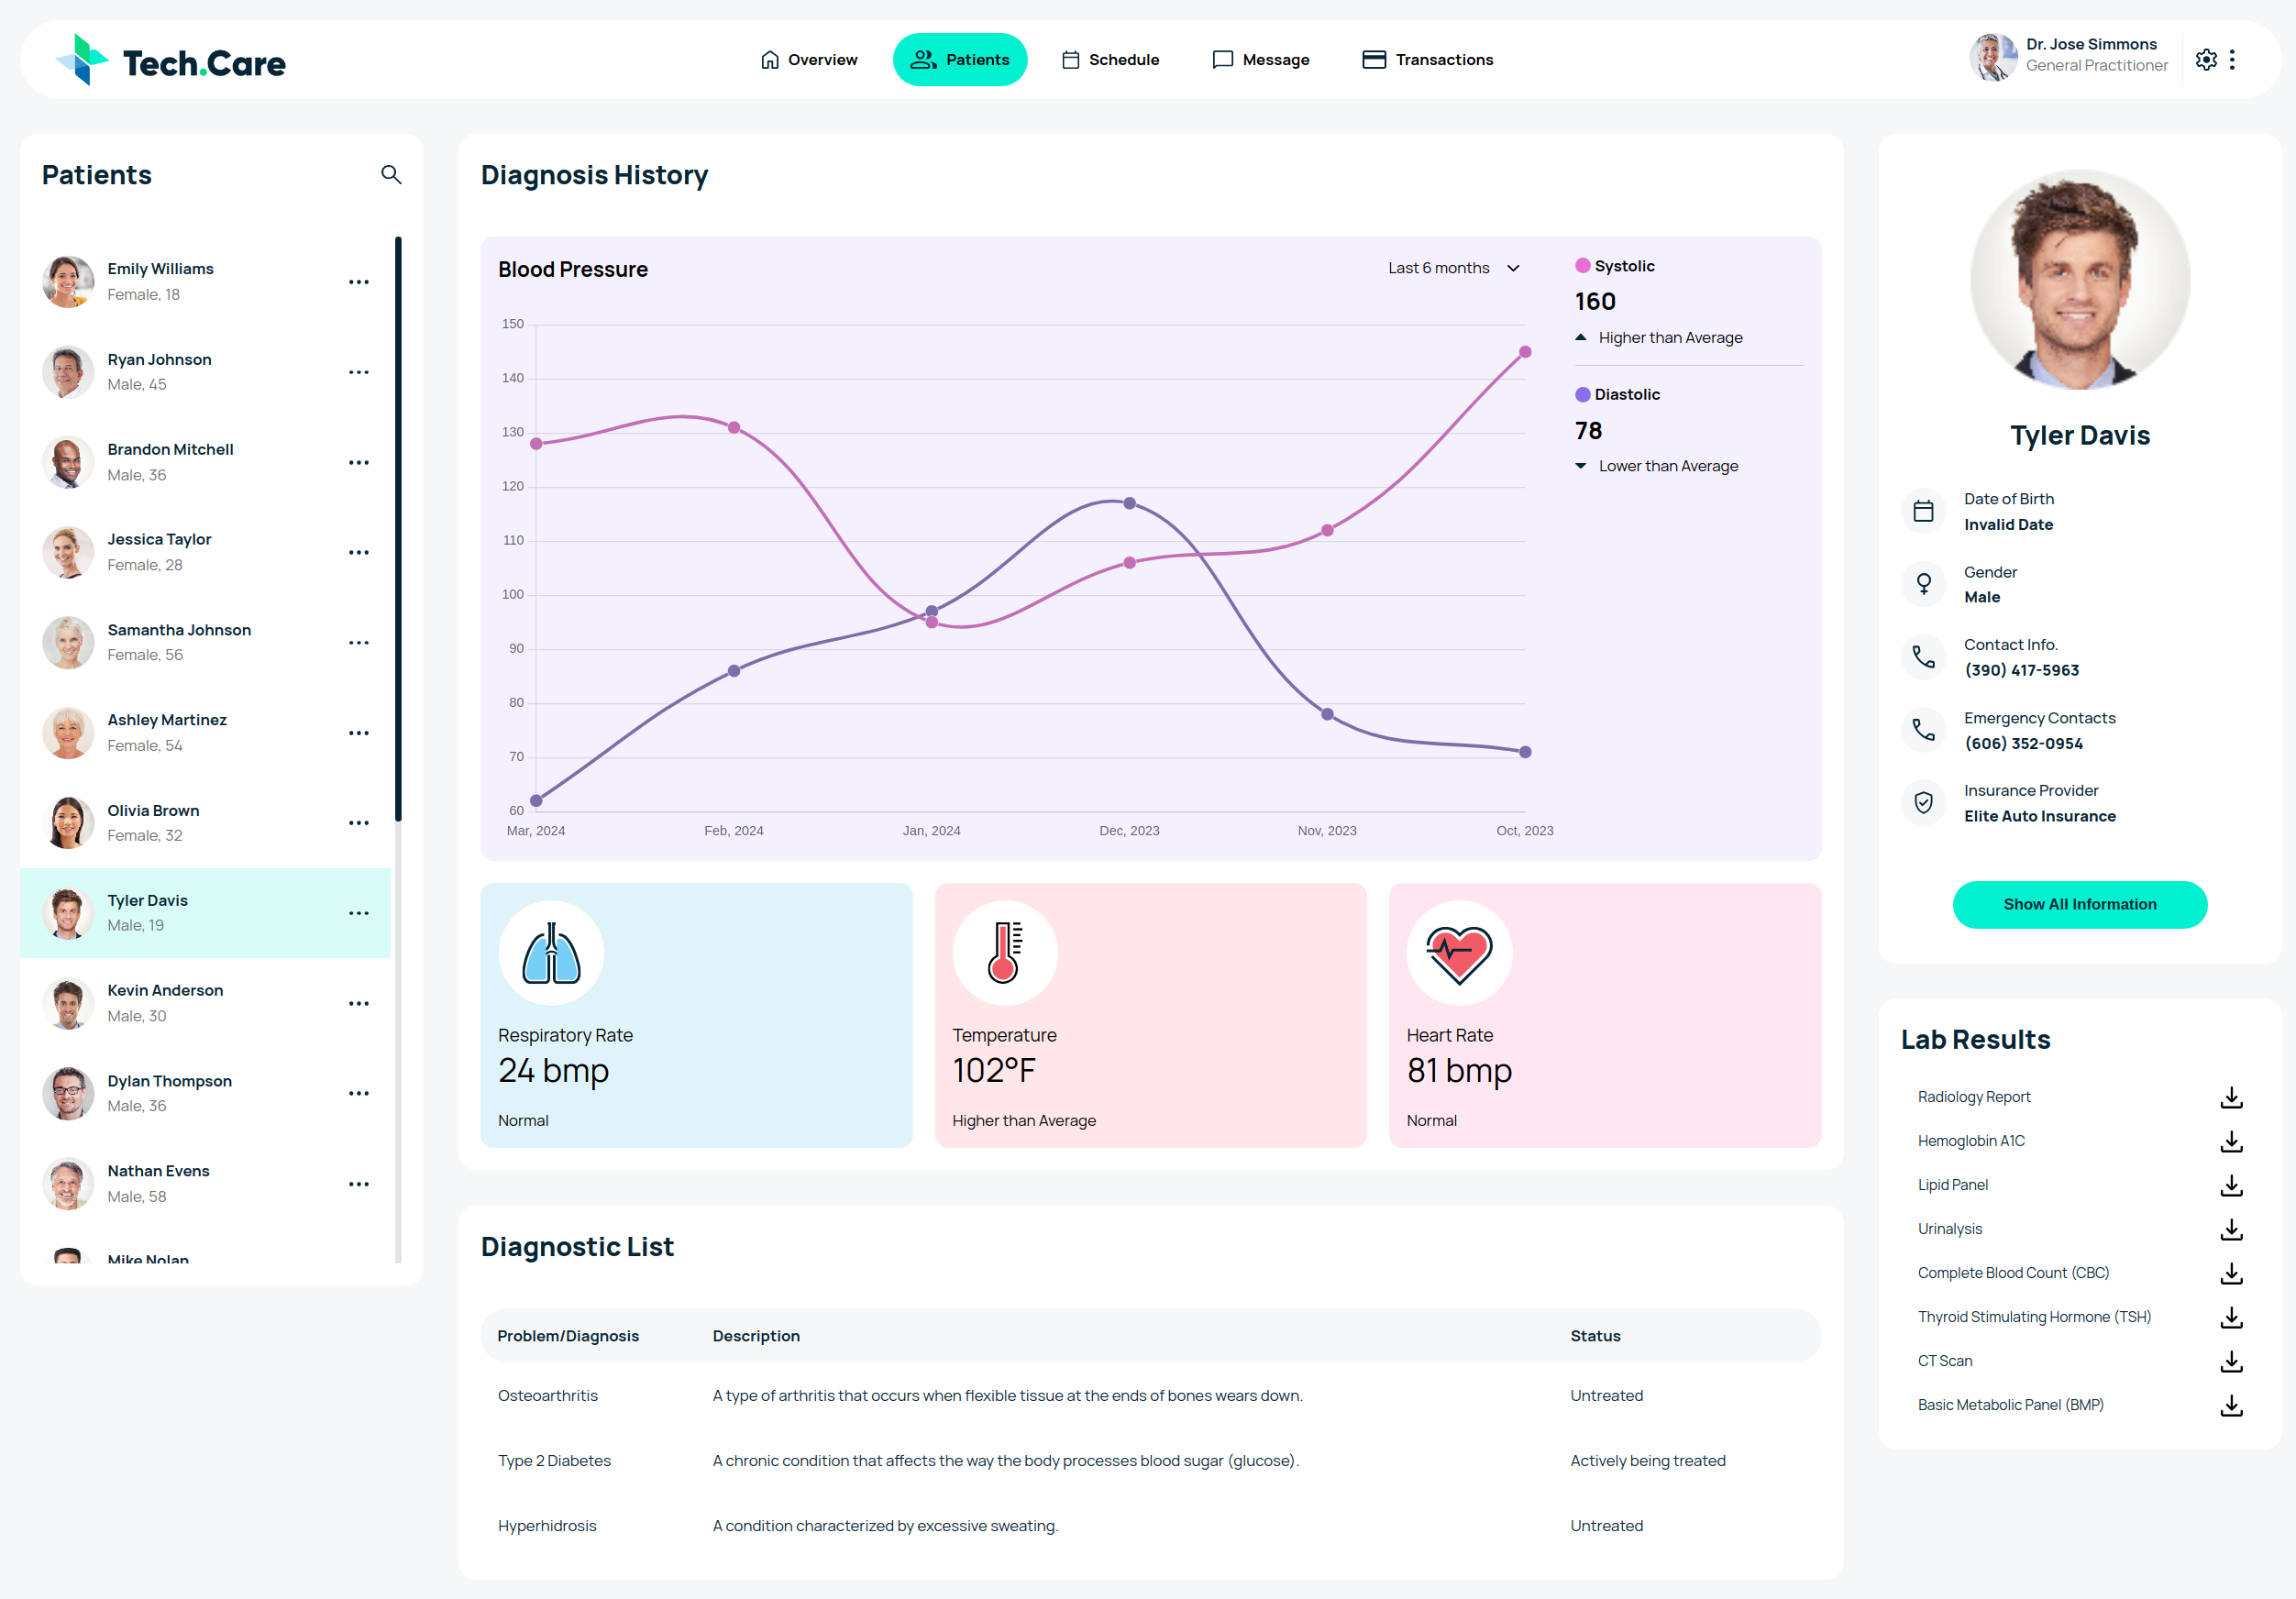 Tech.Care
Overview
Patients
Schedule
Message
Transactions
Dr. Jose Simmons
General Practitioner
Patients
Emily Williams
Female, 18
Ryan Johnson
Male, 45
Brandon Mitchell
Male, 36
Jessica Taylor
Female, 28
Samantha Johnson
Female, 56
Ashley Martinez
Female, 54
Olivia Brown
Female, 32
Tyler Davis
Male, 19
Kevin Anderson
Male, 30
Dylan Thompson
Male, 36
Nathan Evens
Male, 58
Mike Nolan
Diagnosis History
Blood Pressure
Last 6 months
150
140
130
120
110
100
90
80
70
60
Mar, 2024
Feb, 2024
Jan, 2024
Dec, 2023
Nov, 2023
Oct, 2023
Systolic
160
Higher than Average
Diastolic
78
Lower than Average
Respiratory Rate
24 bmp
Normal
Temperature
102°F
Higher than Average
Heart Rate
81 bmp
Normal
Diagnostic List
Problem/Diagnosis Description Status
Osteoarthritis A type of arthritis that occurs when flexible tissue at the ends of bones wears down. Untreated
Type 2 Diabetes A chronic condition that affects the way the body processes blood sugar (glucose). Actively being treated
Hyperhidrosis A condition characterized by excessive sweating. Untreated
Tyler Davis
Date of Birth
Invalid Date
Gender
Male
Contact Info.
(390) 417-5963
Emergency Contacts
(606) 352-0954
Insurance Provider
Elite Auto Insurance
Show All Information
Lab Results
Radiology Report
Hemoglobin A1C
Lipid Panel
Urinalysis
Complete Blood Count (CBC)
Thyroid Stimulating Hormone (TSH)
CT Scan
Basic Metabolic Panel (BMP)